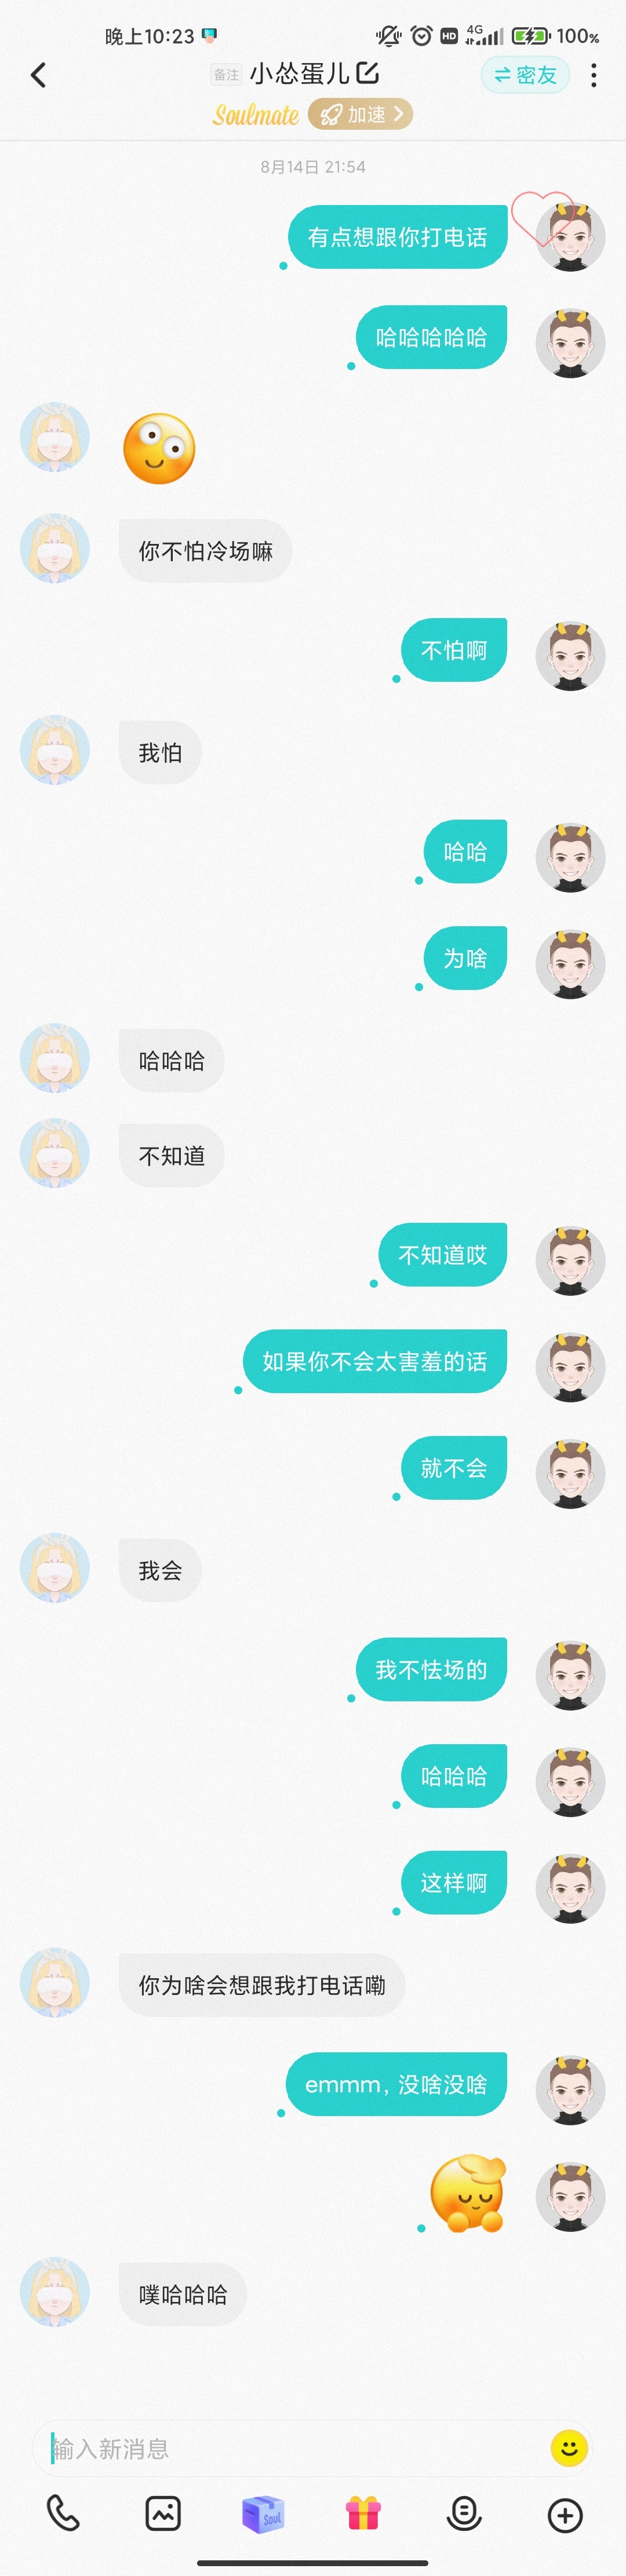 晚上10:23
HD
4G
100%
备注 小怂蛋儿
密友
Soulmate
加速
8月14日 21:54
有点想跟你打电话
哈哈哈哈哈
你不怕冷场嘛
不怕啊
我怕
哈哈
为啥
哈哈哈
不知道
不知道哎
如果你不会太害羞的话
就不会
我会
我不怯场的
哈哈哈
这样啊
你为啥会想跟我打电话嘞
emmm，没啥没啥
噗哈哈哈
输入新消息
Soul